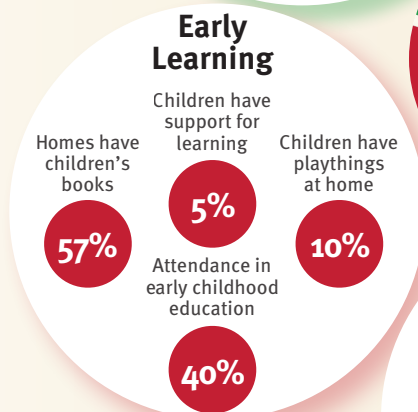 Early
Learning
Children have
support for
learning
5%
Homes have
children's
books
57%
Children have
playthings
at home
10%
Attendance in
early childhood
education
40%